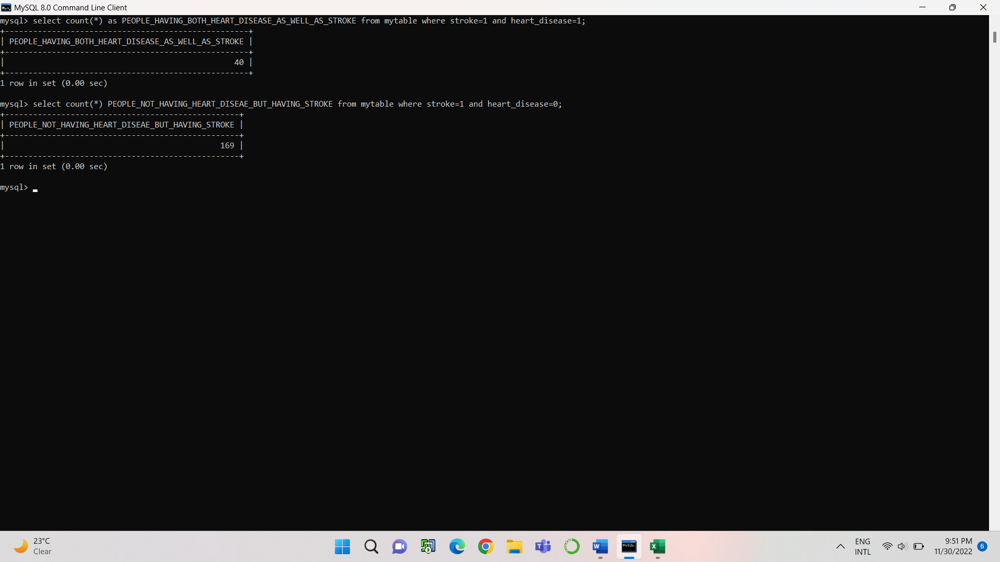 MySQL 8.0 Command Line Client
mysql> select count(*) as PEOPLE_HAVING_BOTH_HEART_DISEASE_AS_WELL_AS_STROKE from mytable where stroke=1 and heart_disease=1;
+----------------------------------------------------+
| PEOPLE_HAVING_BOTH_HEART_DISEASE_AS_WELL_AS_STROKE |
+----------------------------------------------------+
|                                                 40 |
+----------------------------------------------------+
1 row in set (0.00 sec)
mysql> select count(*) PEOPLE_NOT_HAVING_HEART_DISEAE_BUT_HAVING_STROKE from mytable where stroke=1 and heart_disease=0;
+--------------------------------------------------+
| PEOPLE_NOT_HAVING_HEART_DISEAE_BUT_HAVING_STROKE |
+--------------------------------------------------+
|                                              169 |
+--------------------------------------------------+
1 row in set (0.00 sec)
mysql>
23°C
Clear
ENG
INTL
9:51 PM
11/30/2022
6